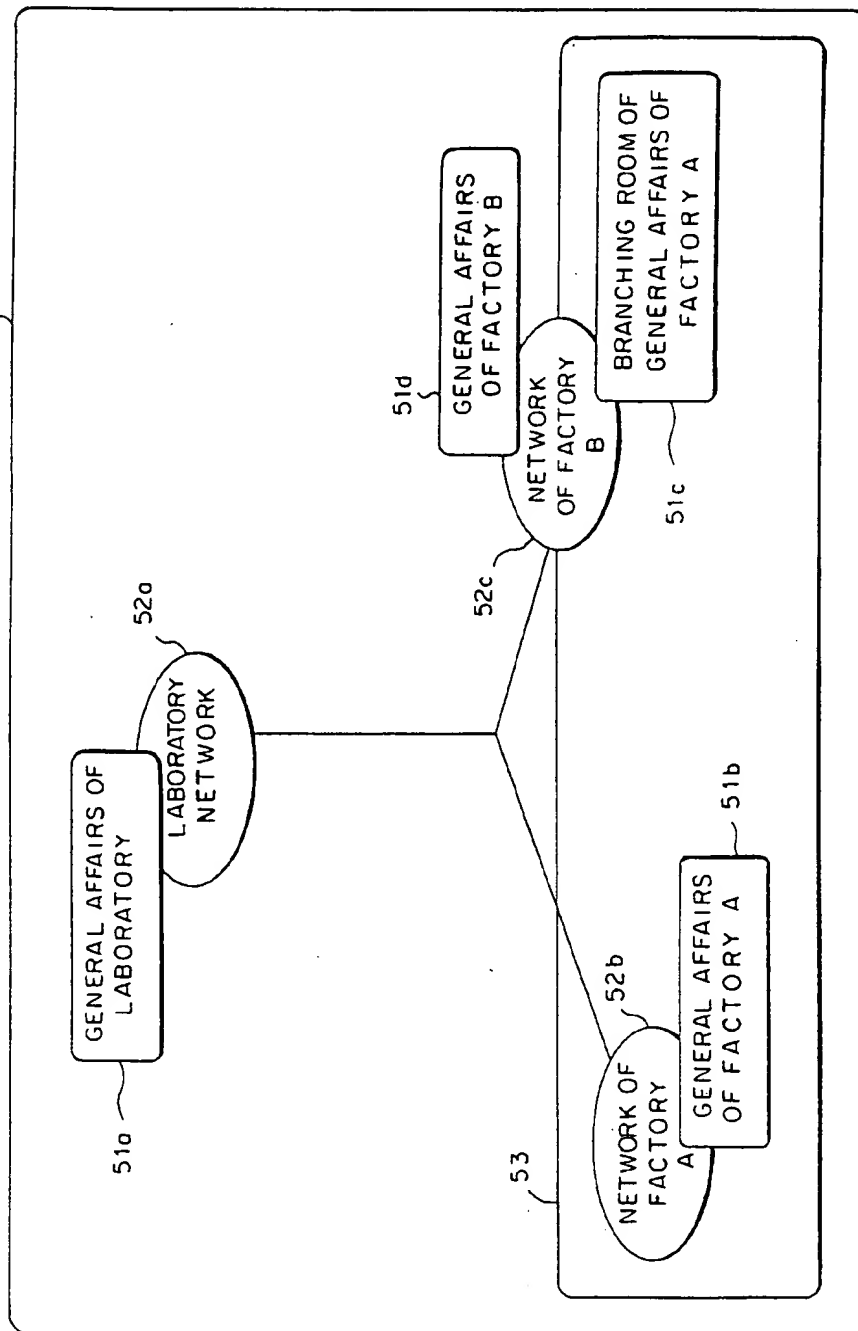 51a
GENERAL AFFAIRS OF
LABORATORY
LABORATORY
NETWORK
52a
53
NETWORK OF
FACTORY
A
52b
GENERAL AFFAIRS
OF FACTORY A
51b
52c
NETWORK
OF FACTORY
B
51d
GENERAL AFFAIRS
OF FACTORY B
51c
BRANCHING ROOM OF
GENERAL AFFAIRS OF
FACTORY A